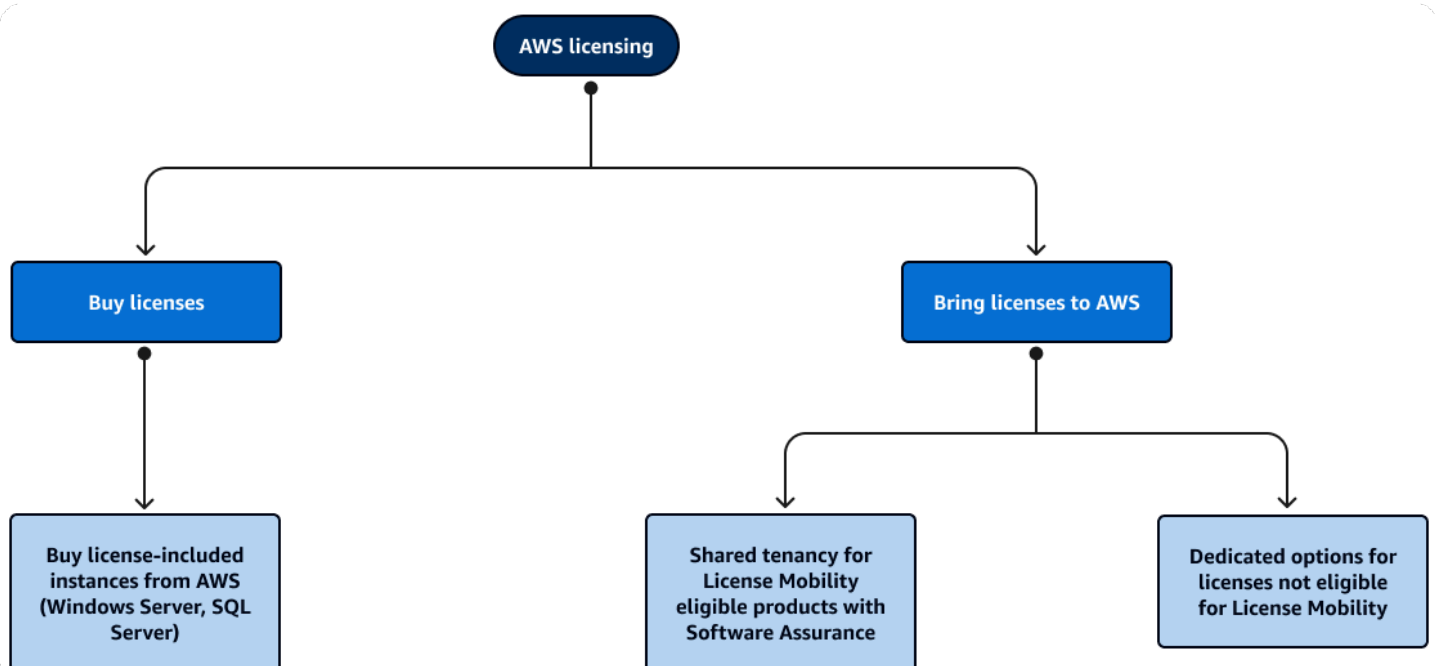 AWS licensing
Buy licenses
Bring licenses to AWS
Buy license-included
instances from AWS
(Windows Server, SQL
Server)
Shared tenancy for
License Mobility
eligible products with
Software Assurance
Dedicated options for
licenses not eligible
for License Mobility